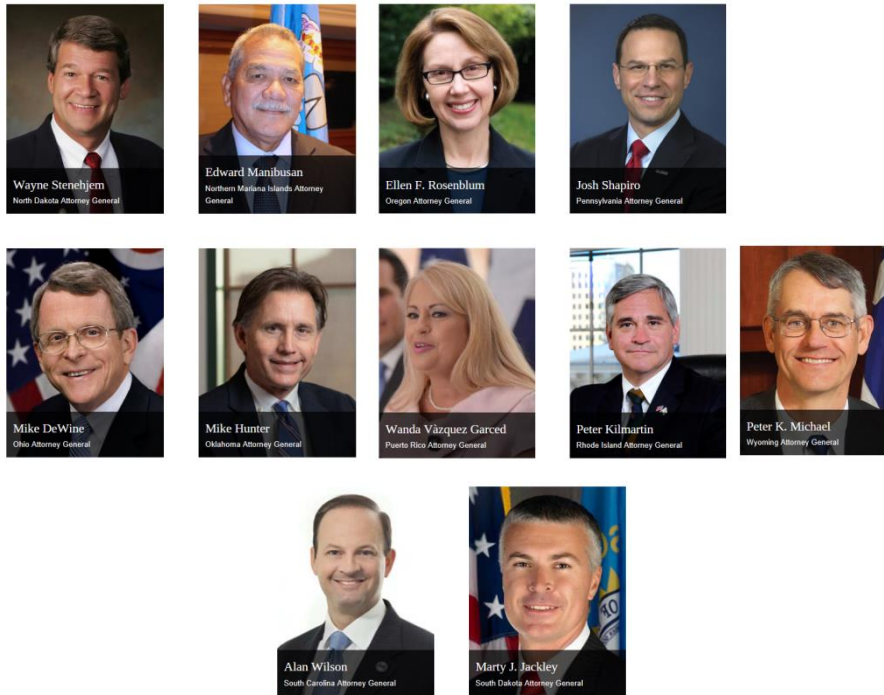 Wayne Stenehjem
North Dakota Attorney General
Edward Manibusan
Northern Mariana Islands Attorney
General
Ellen F. Rosenblum
Oregon Attorney General
Josh Shapiro
Pennsylvania Attorney General
Mike DeWine
Ohio Attorney General
Mike Hunter
Oklahoma Attorney General
Wanda Vàzquez Garced
Puerto Rico Attorney General
Peter Kilmartin
Rhode Island Attorney General
Peter K. Michael
Wyoming Attorney General
Alan Wilson
South Carolina Attorney General
Marty J. Jackley
South Dakota Attorney General